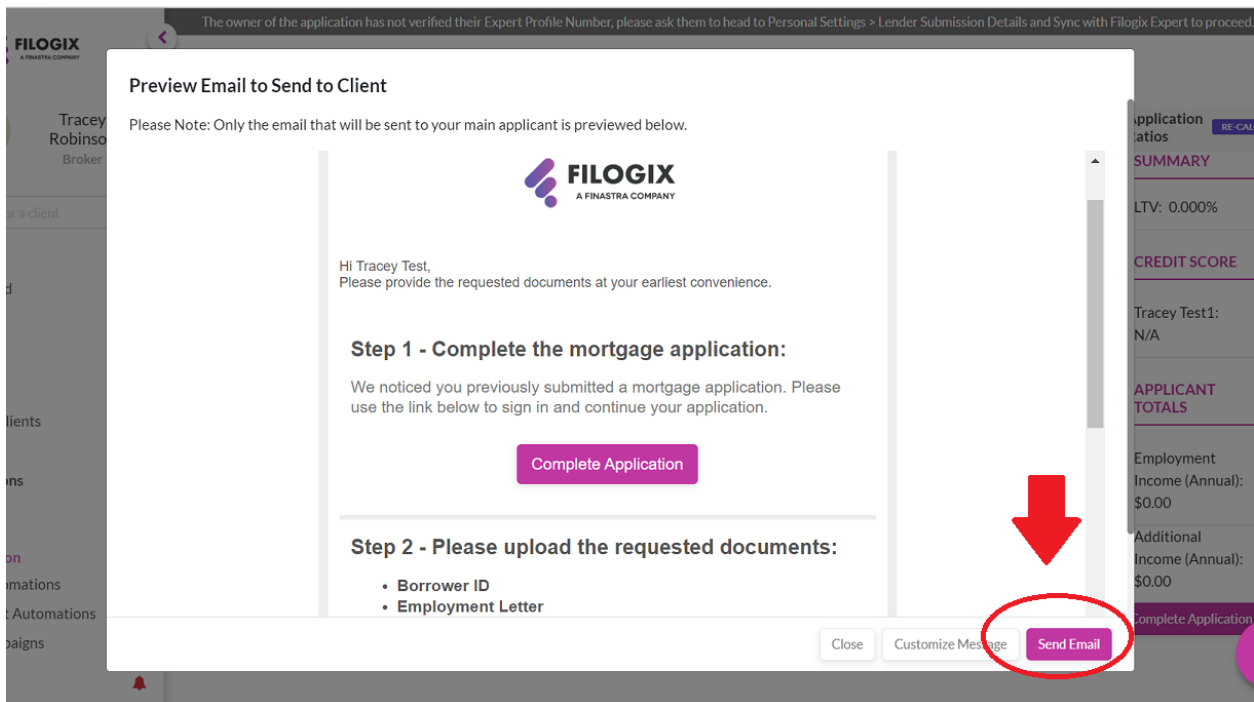 The owner of the application has not verified their Expert Profile Number, please ask them to head to Personal Settings > Lender Submission Details and Sync with Filogix Expert to proceed.
FILOGIX
A FINASTRA COMPANY
Tracey
Robinso
Broker
or a client
lients
ons
on
omations
t Automations
paigns
Preview Email to Send to Client
Please Note: Only the email that will be sent to your main applicant is previewed below.
FILOGIX
A FINASTRA COMPANY
Hi Tracey Test,
Please provide the requested documents at your earliest convenience.
Step 1 - Complete the mortgage application:
We noticed you previously submitted a mortgage application. Please
use the link below to sign in and continue your application.
Complete Application
Step 2 - Please upload the requested documents:
• Borrower ID
• Employment Letter
Close
Customize Message
Send Email
Application
atios
RE-CAL
SUMMARY
LTV: 0.000%
CREDIT SCORE
Tracey Test1:
N/A
APPLICANT
TOTALS
Employment
Income (Annual):
$0.00
Additional
Income (Annual):
$0.00
Complete Application